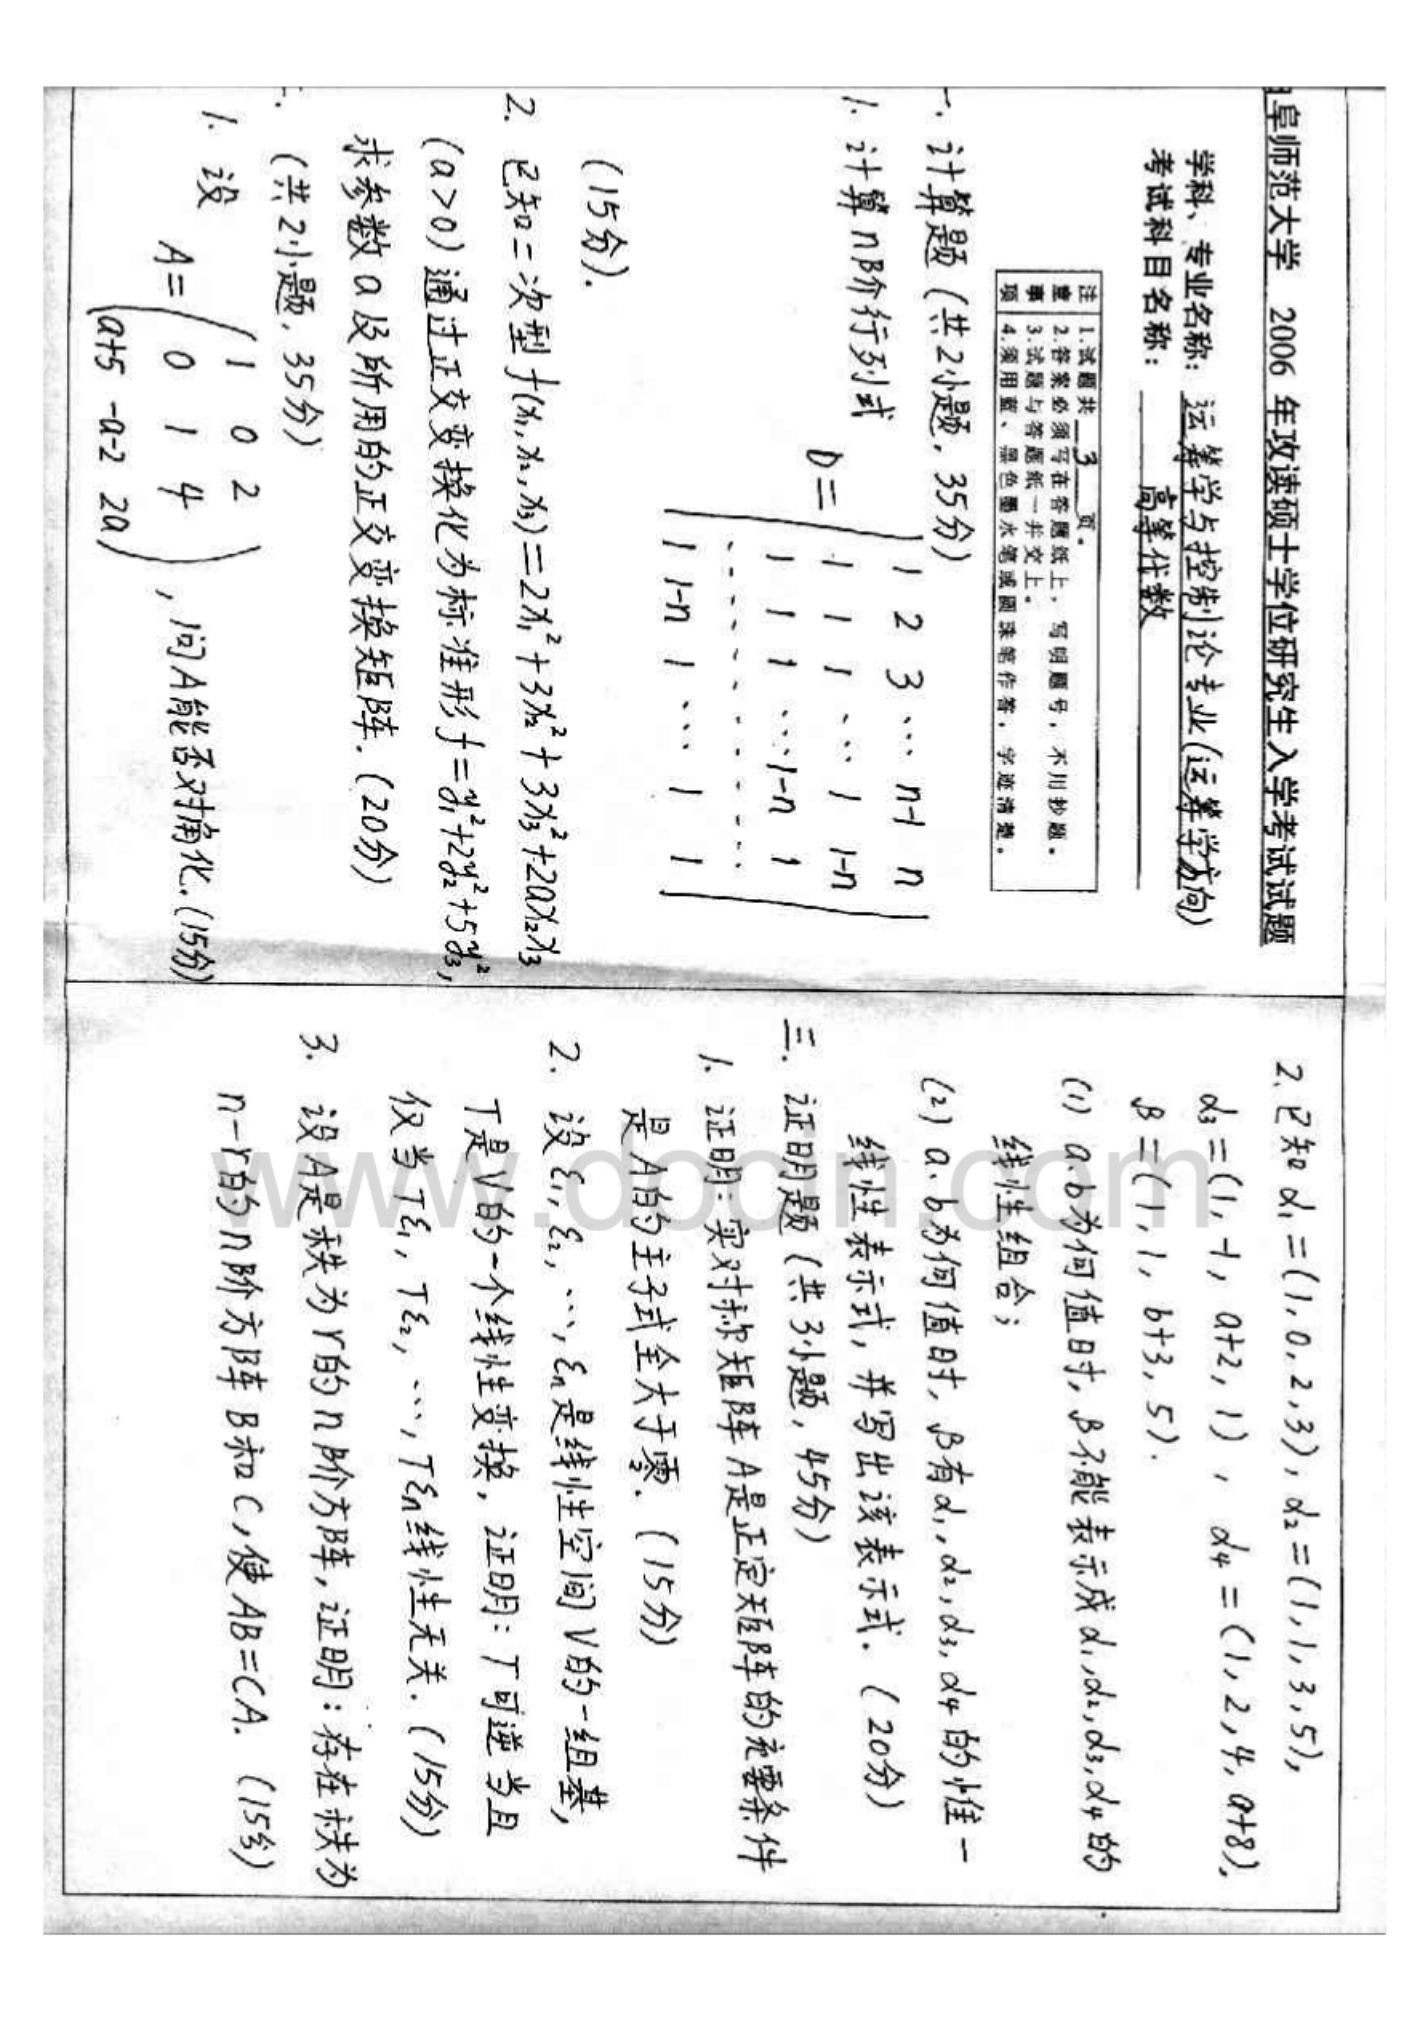 阜师范大学 2006 年攻读硕士学位研究生入学考试试题
学科、专业名称: 运筹学与控制论专业(运筹学方向)
考试科目名称: 高等代数
注意事项
1.试题共 3 页。
2.答案必须写在答题纸上,写明题号,不用抄题。
3.试题与答题纸一并交上。
4.须用蓝、黑色墨水笔或圆珠笔作答,字迹清楚。
一. 计算题 (共2小题, 35分)
1. 计算 n 阶行列式
D= | 1 2 3 … n-1 n |
| 1 1 1 … 1 1-n |
| 1 1 1 … 1-n 1 |
| . . . . . . . . . |
| 1 1-n 1 … 1 1 |
(15分).
2. 已知二次型 f(x₁,x₂,x₃)=2x₁²+3x₂²+3x₃²+2ax₂x₃
(a>0) 通过正交变换化为标准形 f=y₁²+2y₂²+5y₃²,
求参数 a 及所用的正交变换矩阵. (20分)
(共2小题, 35分)
1. 设
A= ( 1 0 2
0 1 4
a+5 -a-2 2a ) , 问A能否对角化. (15分)
2. 已知 α₁=(1,0,2,3), α₂=(1,1,3,5),
α₃=(1,-1,a+2,1), α₄=(1,2,4,a+8),
β=(1,1,b+3,5).
(1) a.b为何值时, β不能表示成α₁,α₂,α₃,α₄的
线性组合;
(2) a.b为何值时, β有α₁,α₂,α₃,α₄的惟一
线性表示式, 并写出该表示式. (20分)
三. 证明题 (共3小题, 45分)
1. 证明: 实对称矩阵A是正定矩阵的充要条件
是A的主子式全大于零. (15分)
2. 设ε₁,ε₂,…,εn是线性空间V的一组基,
T是V的一个线性变换, 证明: T可逆当且
仅当Tε₁,Tε₂,…,Tεn线性无关. (15分)
3. 设A是秩为r的n阶方阵, 证明: 存在秩为
n-r的n阶方阵B和C, 使AB=CA. (15分)
www.docin.com